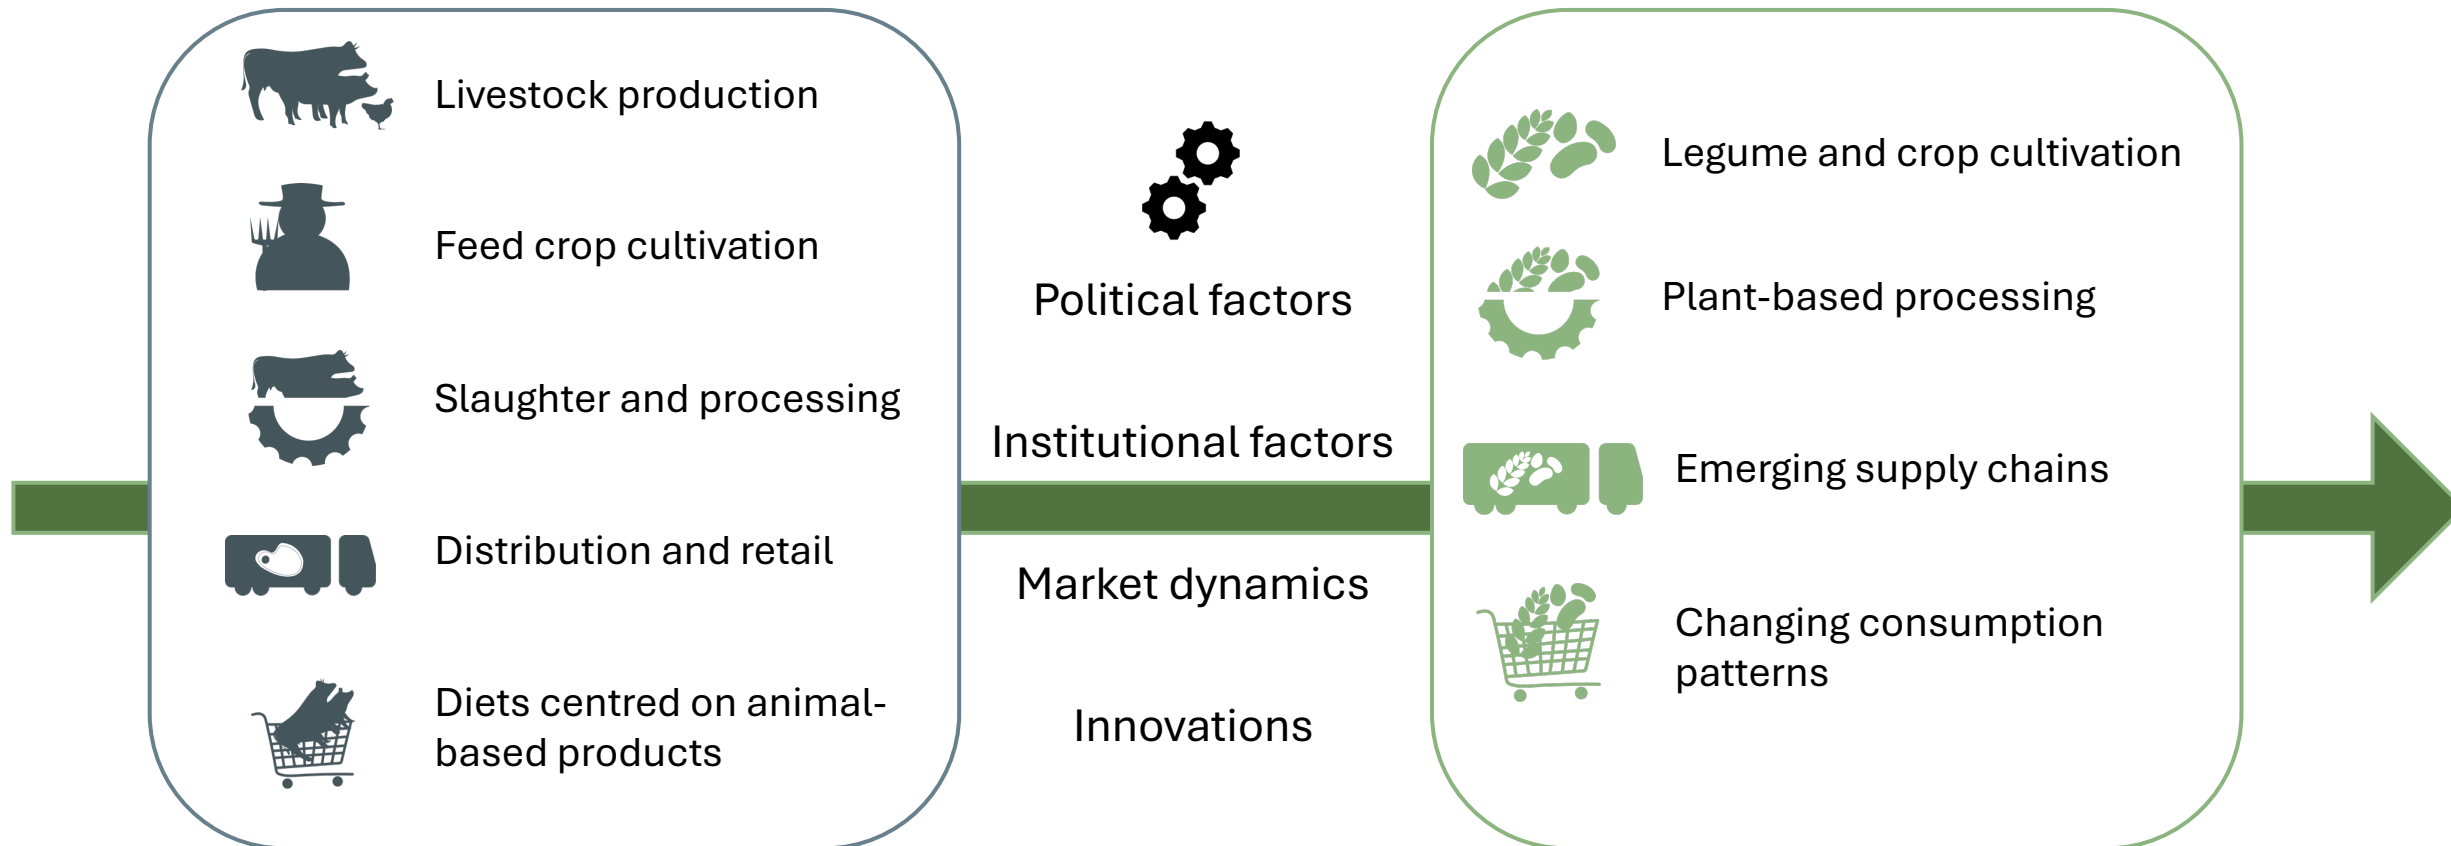 Livestock production
Feed crop cultivation
Slaughter and processing
Distribution and retail
Diets centred on animal-
based products
Political factors
Institutional factors
Market dynamics
Innovations
Legume and crop cultivation
Plant-based processing
Emerging supply chains
Changing consumption
patterns